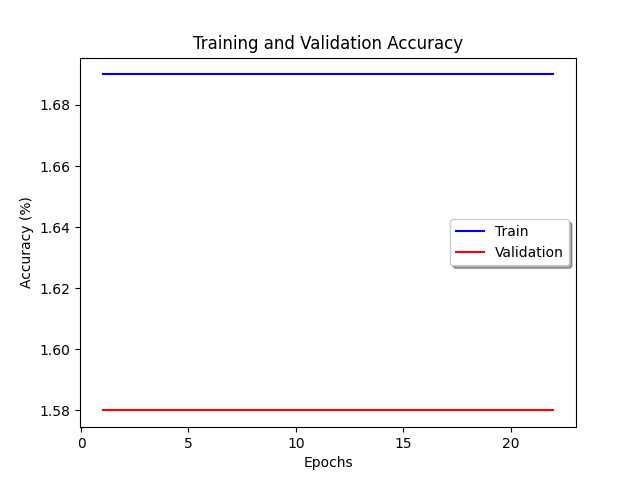 Training and Validation Accuracy
Accuracy (%)
1.68
1.66
1.64
1.62
1.60
1.58
Train
Validation
0 5 10 15 20
Epochs